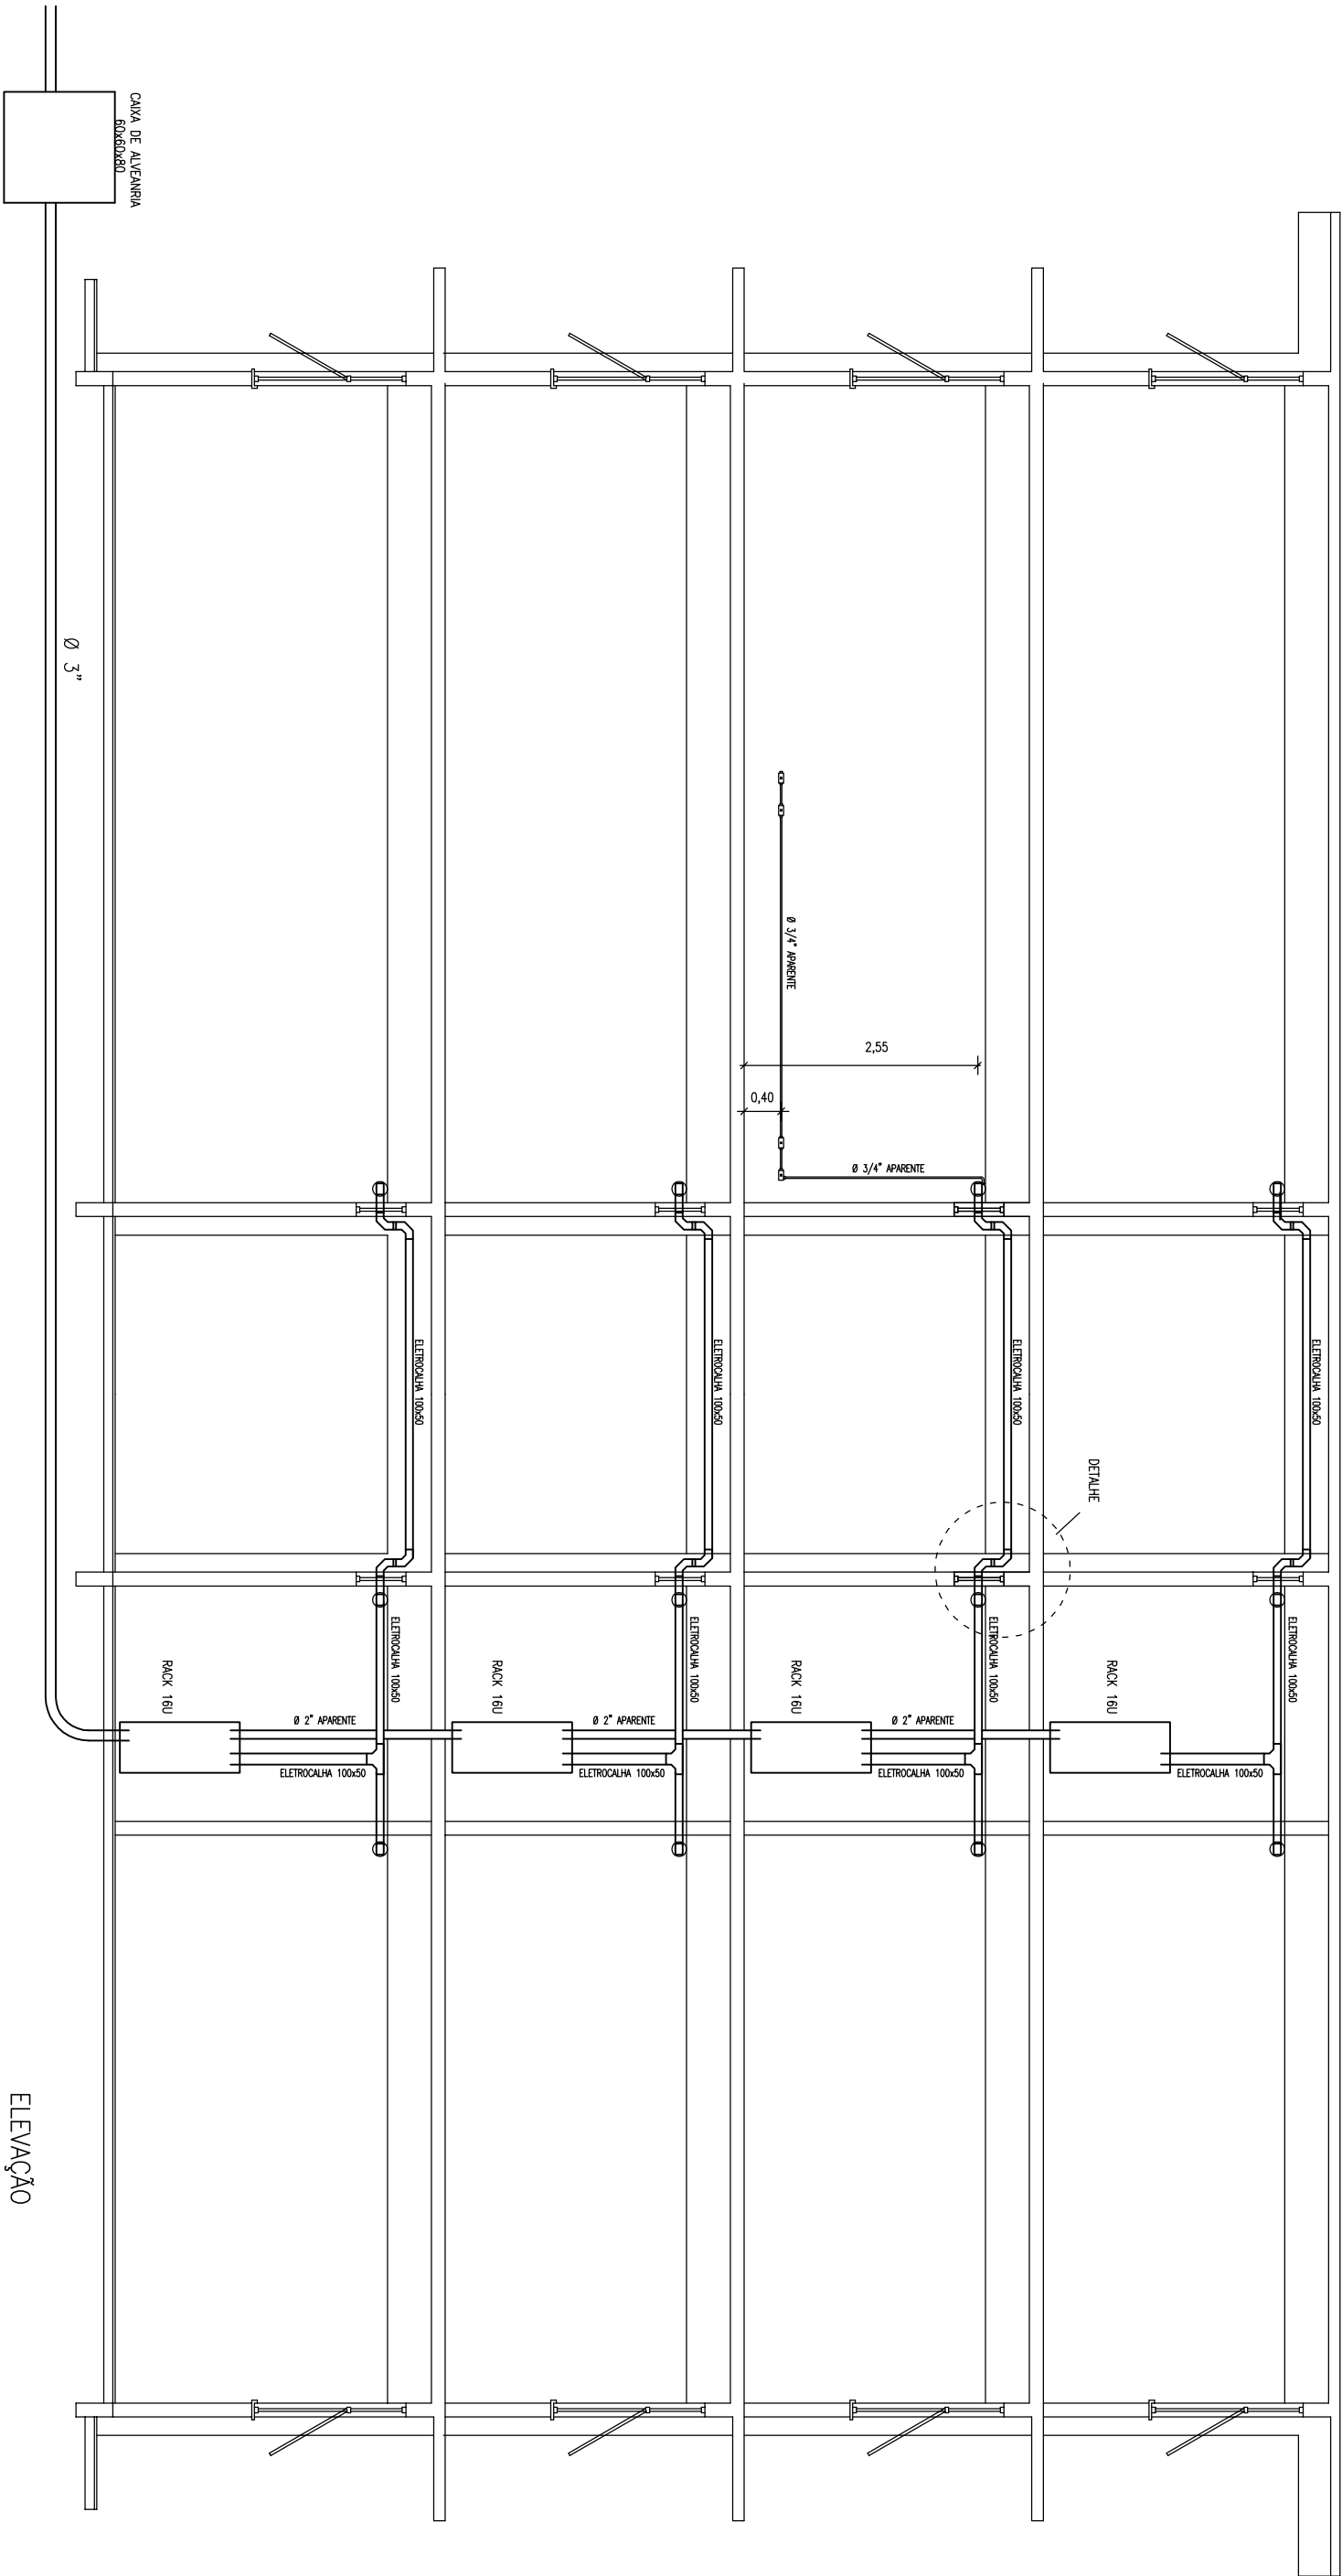 ELETROCALHA 100x50
ELETROCALHA 100x50
ELETROCALHA 100x50
RACK 16U
DETALHE
ELETROCALHA 100x50
ELETROCALHA 100x50
2,55
Ø 3/4" APARENTE
Ø 2" APARENTE
ELETROCALHA 100x50
RACK 16U
Ø 3/4" APARENTE
0,40
ELETROCALHA 100x50
ELETROCALHA 100x50
Ø 2" APARENTE
ELETROCALHA 100x50
RACK 16U
ELETROCALHA 100x50
ELETROCALHA 100x50
Ø 2" APARENTE
ELETROCALHA 100x50
RACK 16U
CAIXA DE ALVEANRIA
60x60x80
Ø 3"
ELEVAÇÃO